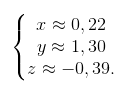 x ≈ 0,22
y ≈ 1,30
z ≈ −0,39.